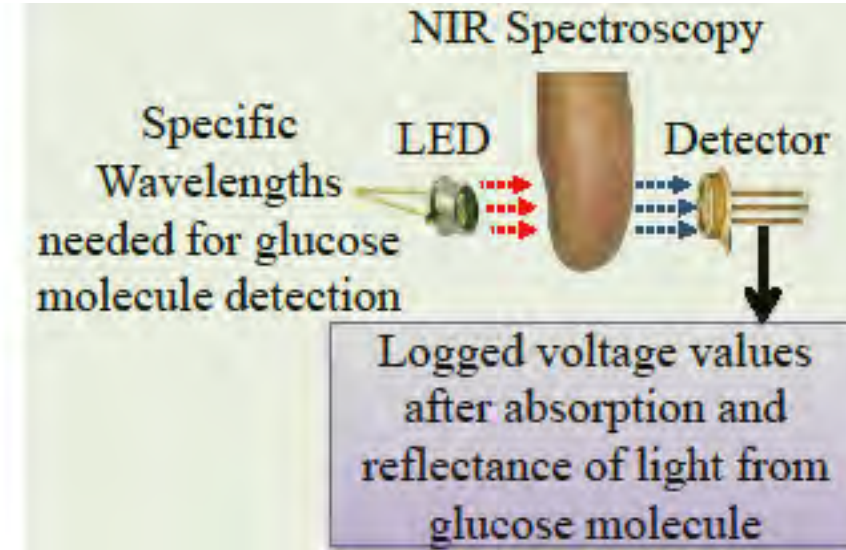 NIR Spectroscopy
Specific
Wavelengths
needed for glucose
molecule detection
LED
Detector
Logged voltage values
after absorption and
reflectance of light from
glucose molecule